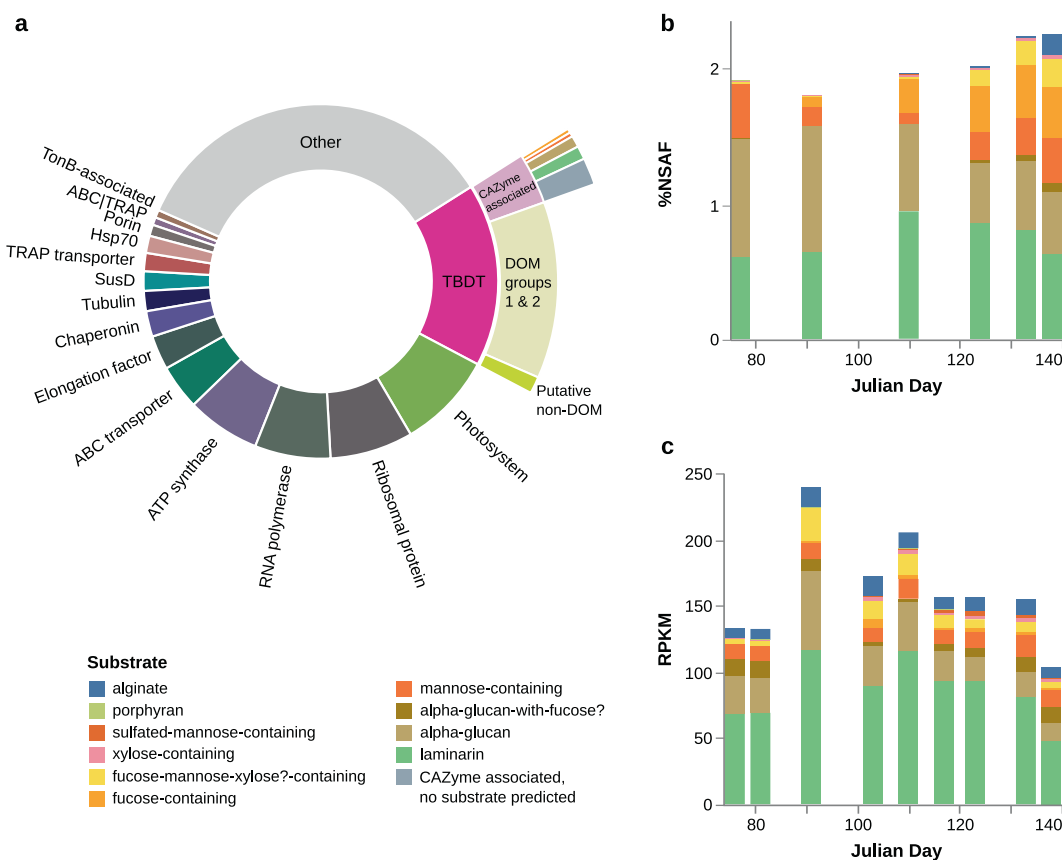 a
Other
TonB-associated
ABC|TRAP
Porin
Hsp70
TRAP transporter
SusD
Tubulin
Chaperonin
Elongation factor
ABC transporter
ATP synthase
RNA polymerase
Ribosomal protein
Photosystem
TBDT
CAZyme
associated
DOM
groups
1 & 2
Putative
non-DOM
Substrate
alginate
porphyran
sulfated-mannose-containing
xylose-containing
fucose-mannose-xylose?-containing
fucose-containing
mannose-containing
alpha-glucan-with-fucose?
alpha-glucan
laminarin
CAZyme associated,
no substrate predicted
b
%NSAF
2
1
0
80 100 120 140
Julian Day
c
RPKM
250
200
150
100
50
0
80 100 120 140
Julian Day